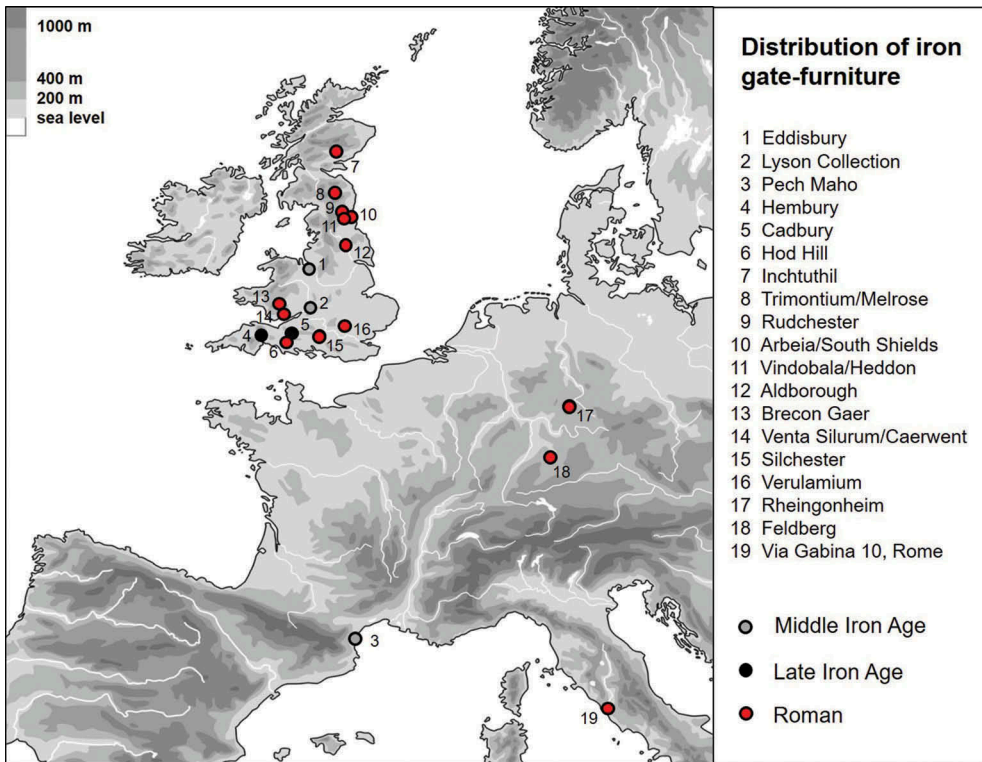 1000 m
400 m
200 m
sea level
7
8
9
10
11
12
1
13
2
14
16
5
4
15
6
17
18
3
19
Distribution of iron
gate-furniture
1 Eddisbury
2 Lyson Collection
3 Pech Maho
4 Hembury
5 Cadbury
6 Hod Hill
7 Inchtuthil
8 Trimontium/Melrose
9 Rudchester
10 Arbeia/South Shields
11 Vindobala/Heddon
12 Aldborough
13 Brecon Gaer
14 Venta Silurum/Caerwent
15 Silchester
16 Verulamium
17 Rheingonheim
18 Feldberg
19 Via Gabina 10, Rome
Middle Iron Age
Late Iron Age
Roman